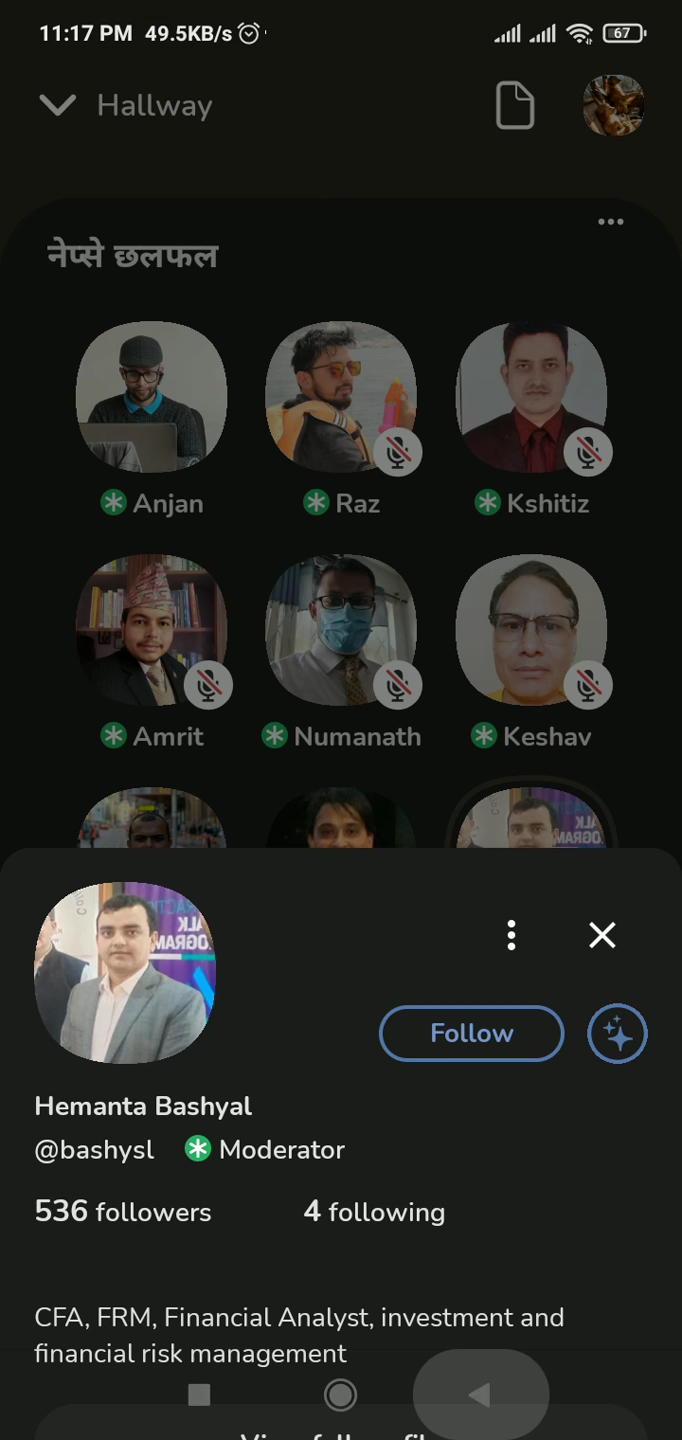 11:17 PM 49.5KB/s 67
Hallway
नेप्से छलफल
Anjan Raz Kshitiz
Amrit Numanath Keshav
Hemanta Bashyal
Follow
@bashysl Moderator
536 followers 4 following
CFA, FRM, Financial Analyst, investment and
financial risk management